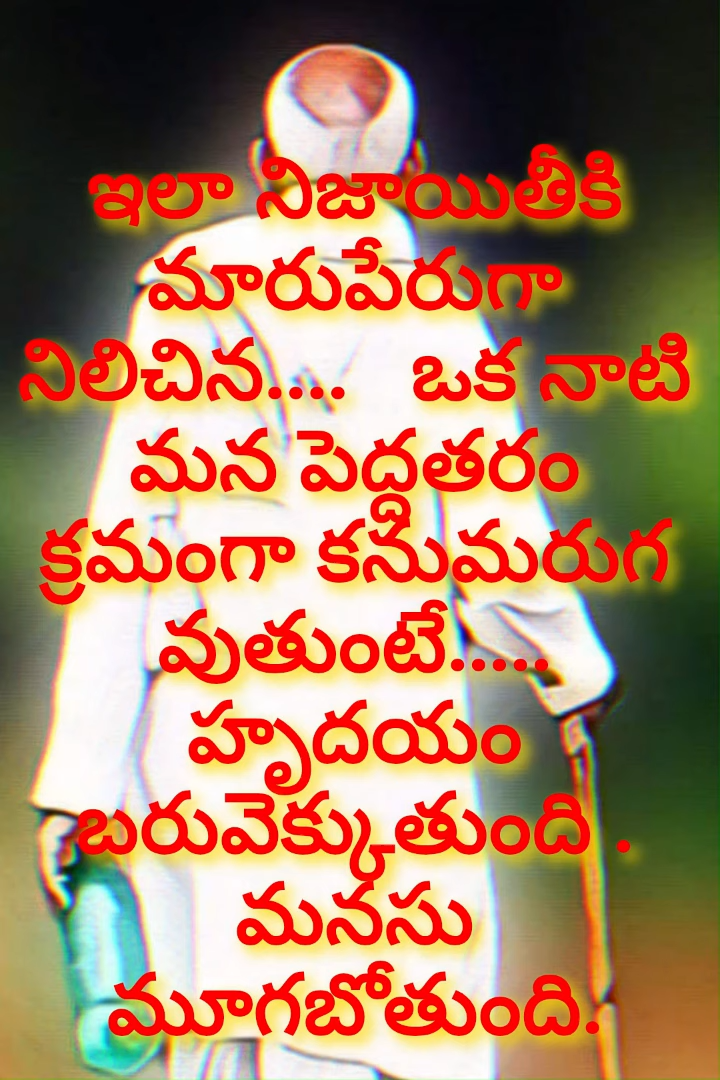 ఇలా నిజాయితీకి
మారుపేరుగా
నిలిచిన.... ఒక నాటి
మన పెద్దతరం
క్రమంగా కనుమరుగ
వుతుంటే.....
హృదయం
బరువెక్కుతుంది .
మనసు
మూగబోతుంది.